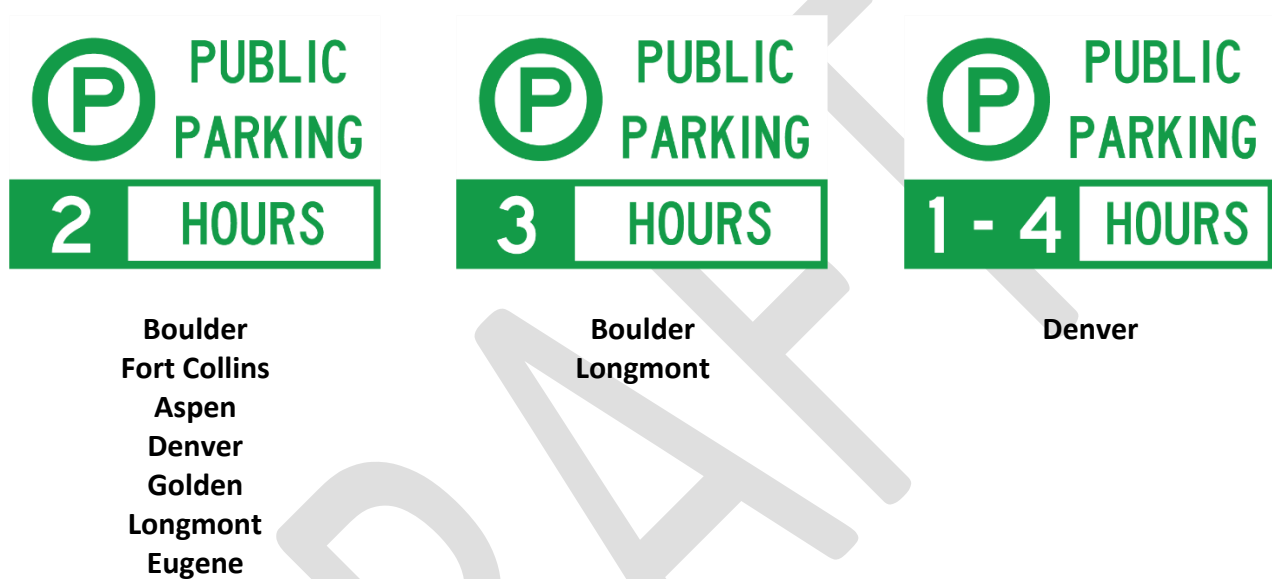 P PUBLIC PARKING
2 HOURS
Boulder
Fort Collins
Aspen
Denver
Golden
Longmont
Eugene
P PUBLIC PARKING
3 HOURS
Boulder
Longmont
P PUBLIC PARKING
1 - 4 HOURS
Denver
DRAFT